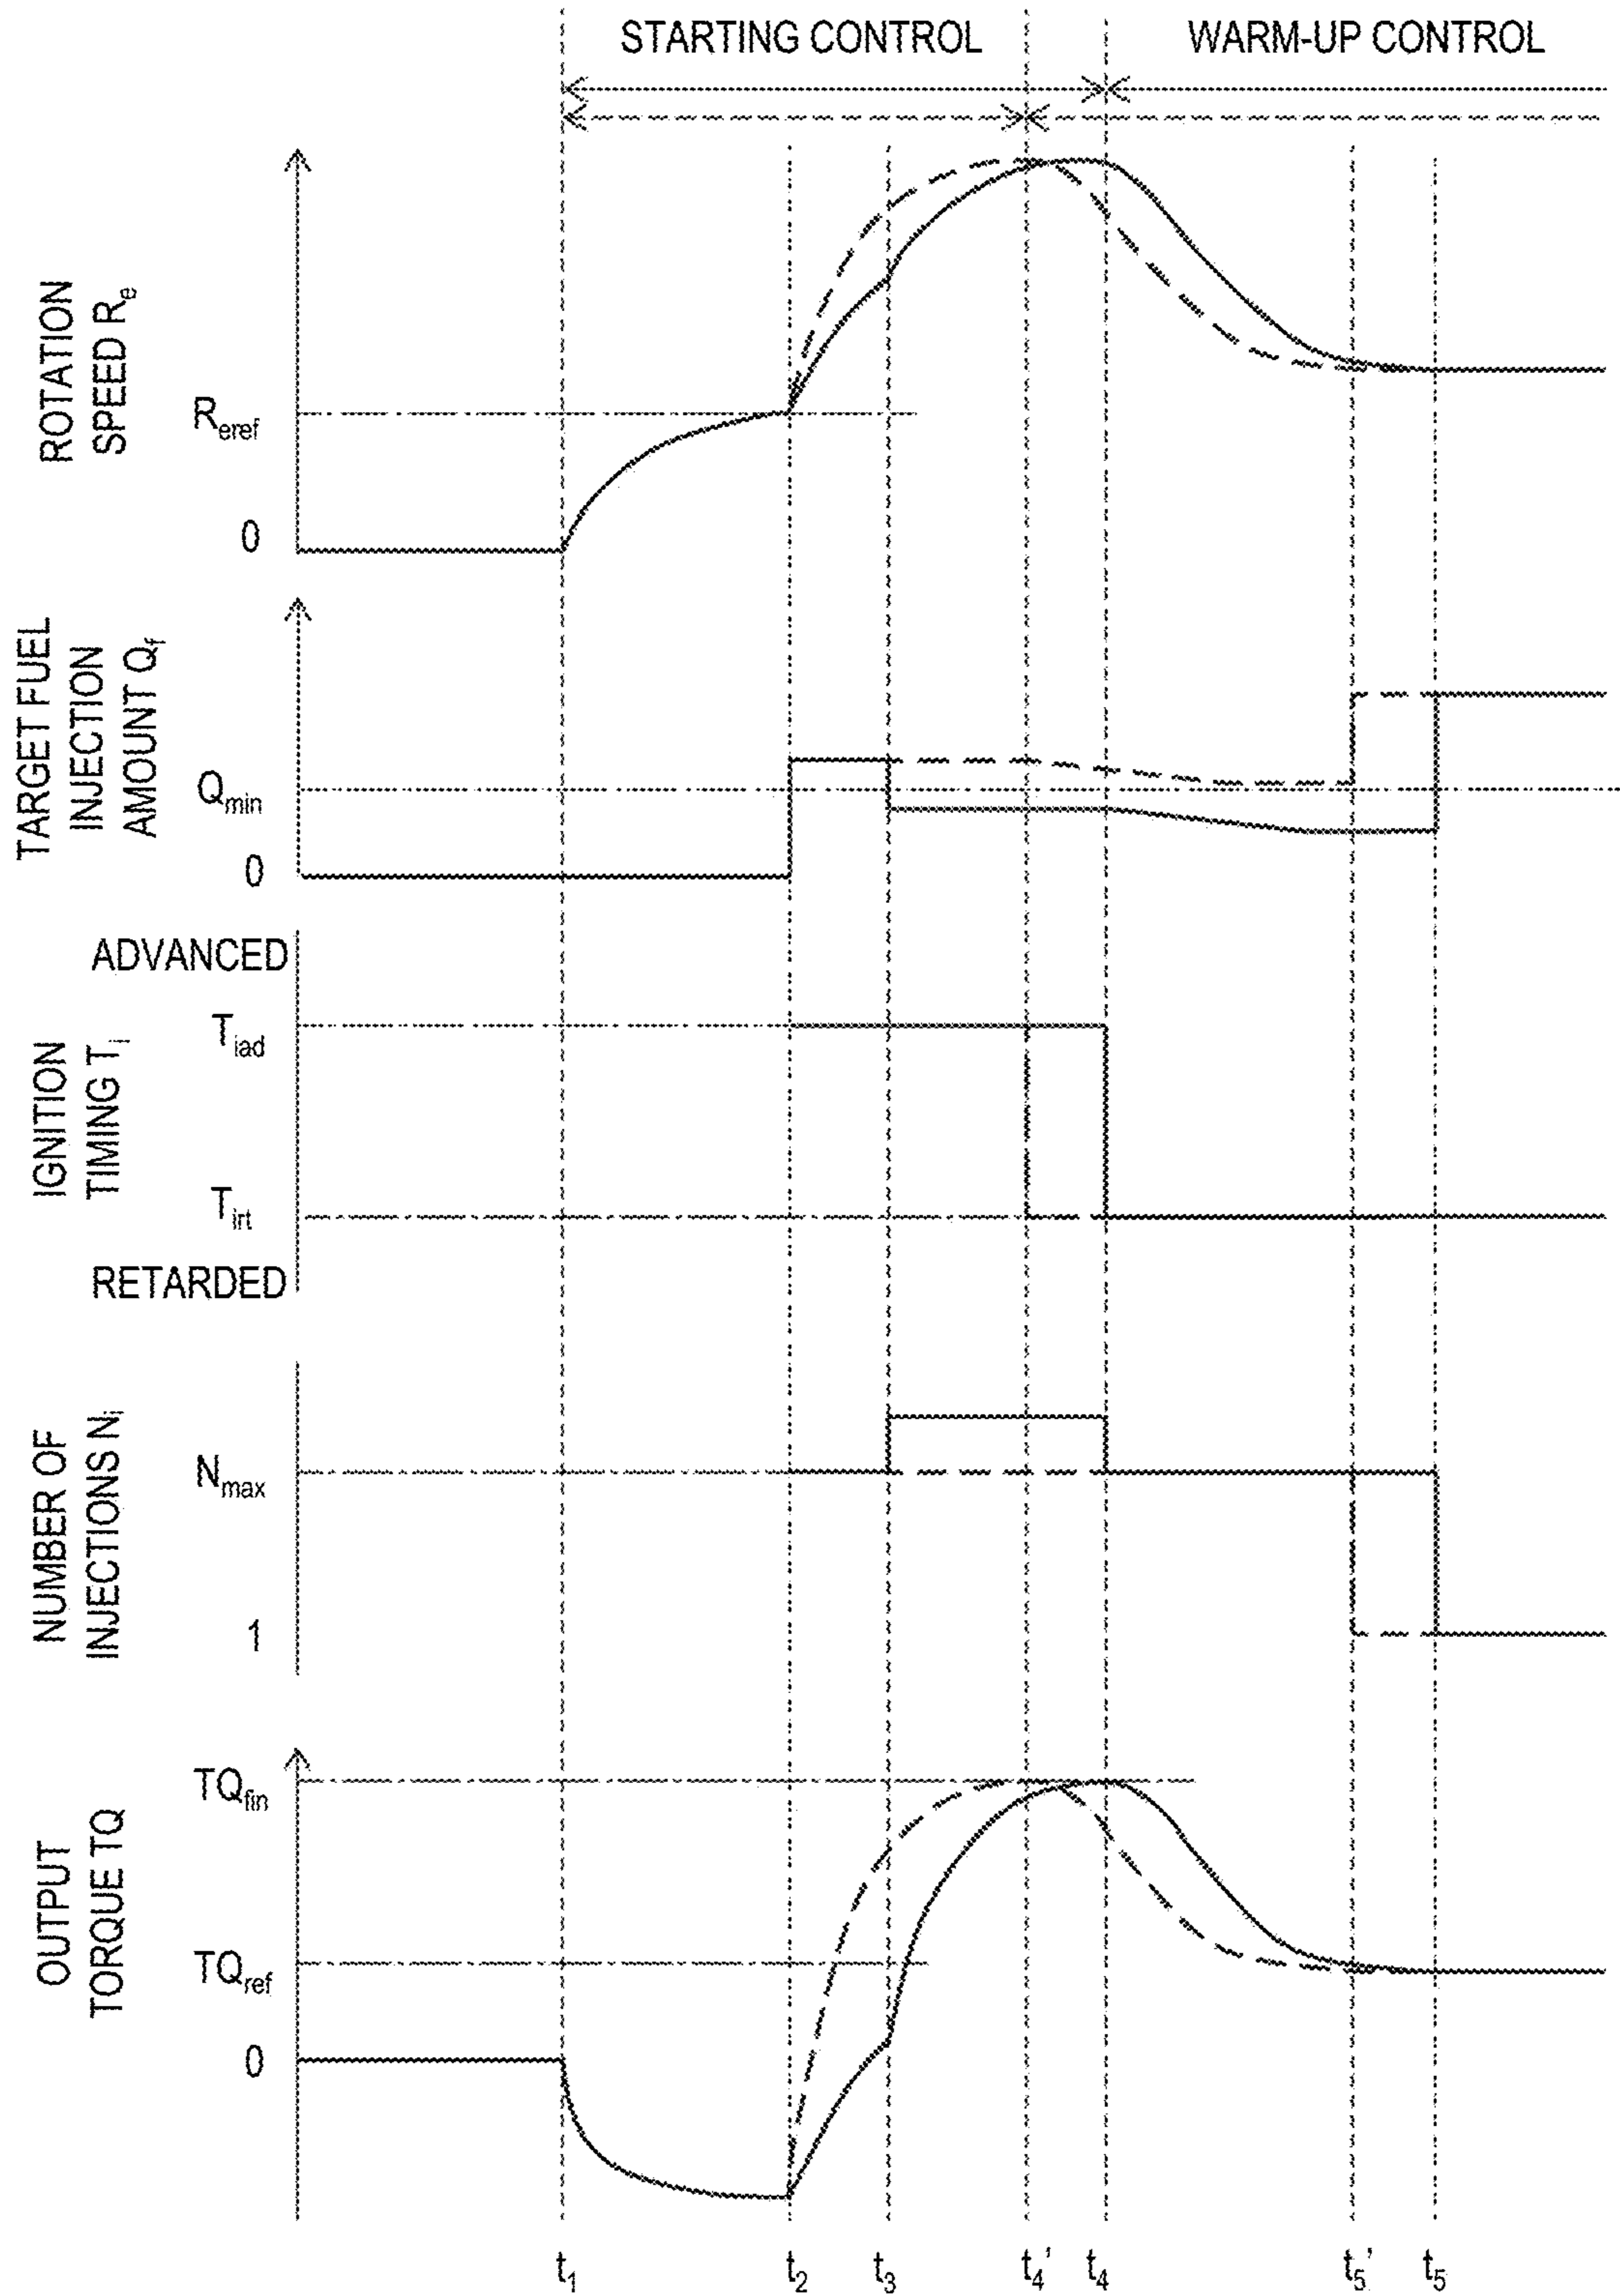 STARTING CONTROL
WARM-UP CONTROL
ROTATION
SPEED Re
Reref
0
TARGET FUEL
INJECTION
AMOUNT Qf
Qmin
0
ADVANCED
IGNITION
TIMING Ti
Tiad
Tirt
RETARDED
NUMBER OF
INJECTIONS Ni
Nmax
1
OUTPUT
TORQUE TQ
TQfin
TQref
0
t1 t2 t3 t4' t4 t5' t5